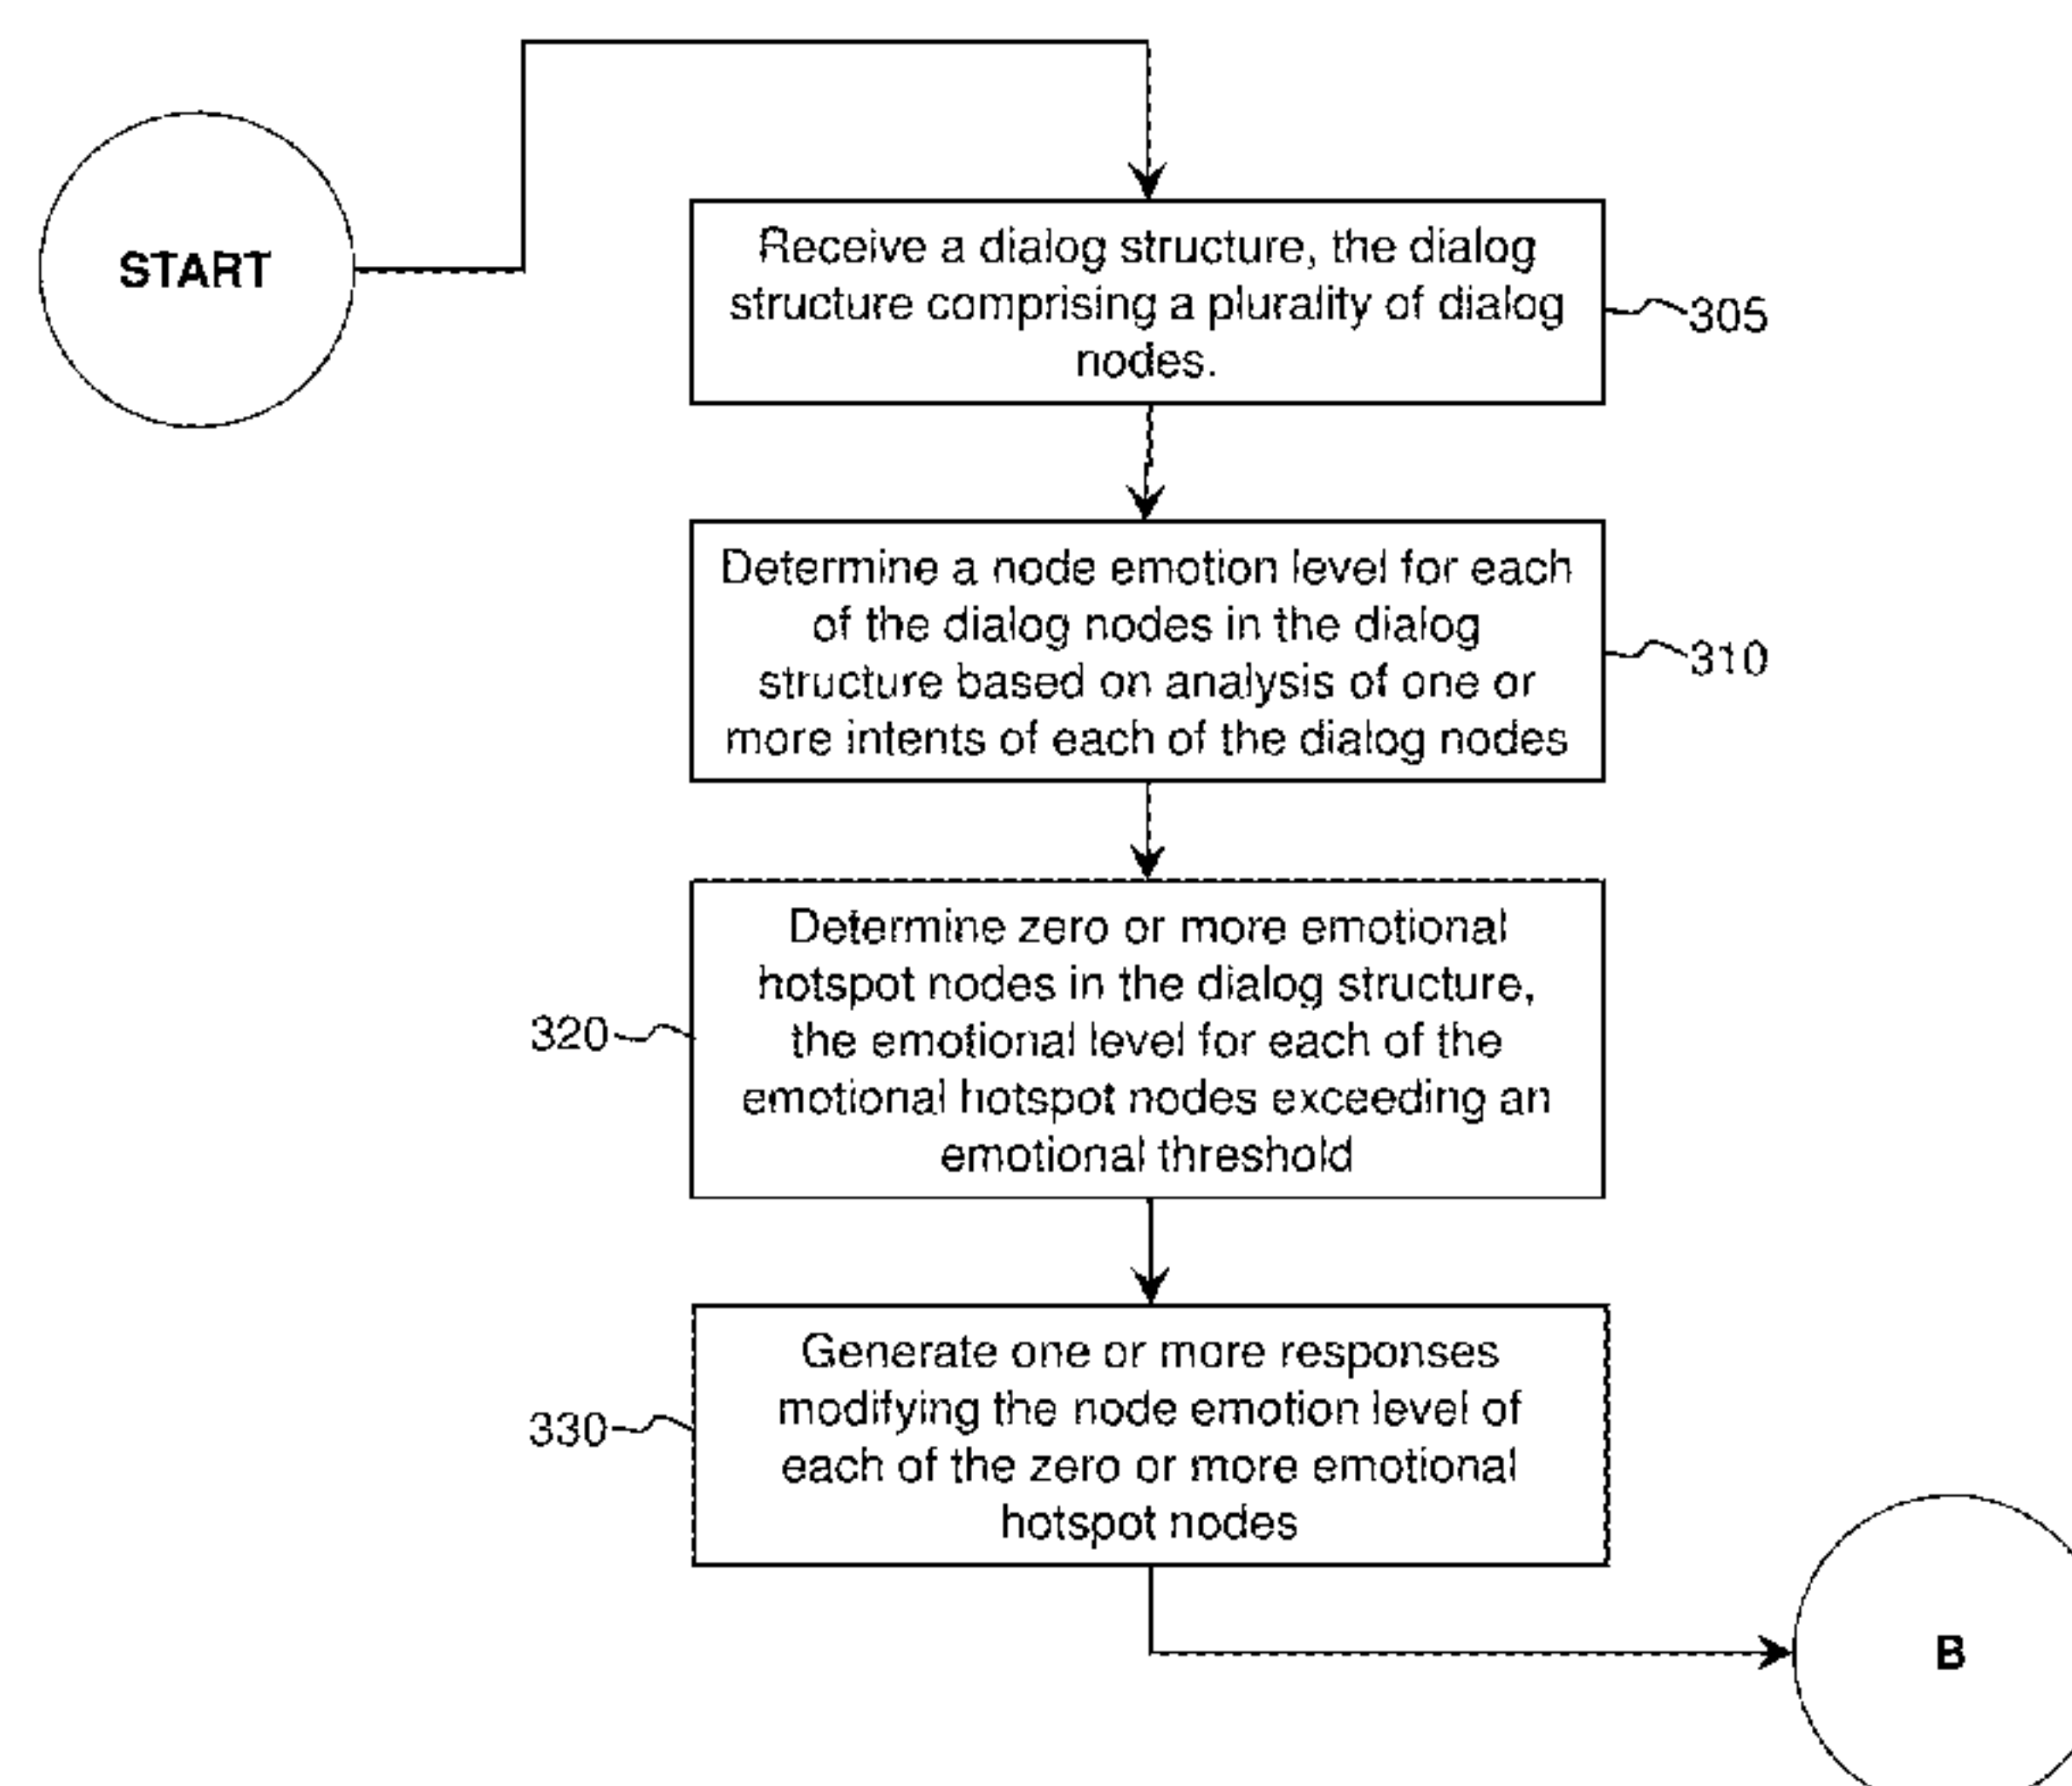 START
Receive a dialog structure, the dialog
structure comprising a plurality of dialog
nodes.
305
Determine a node emotion level for each
of the dialog nodes in the dialog
structure based on analysis of one or
more intents of each of the dialog nodes
310
Determine zero or more emotional
hotspot nodes in the dialog structure,
the emotional level for each of the
emotional hotspot nodes exceeding an
emotional threshold
320
Generate one or more responses
modifying the node emotion level of
each of the zero or more emotional
hotspot nodes
330
B